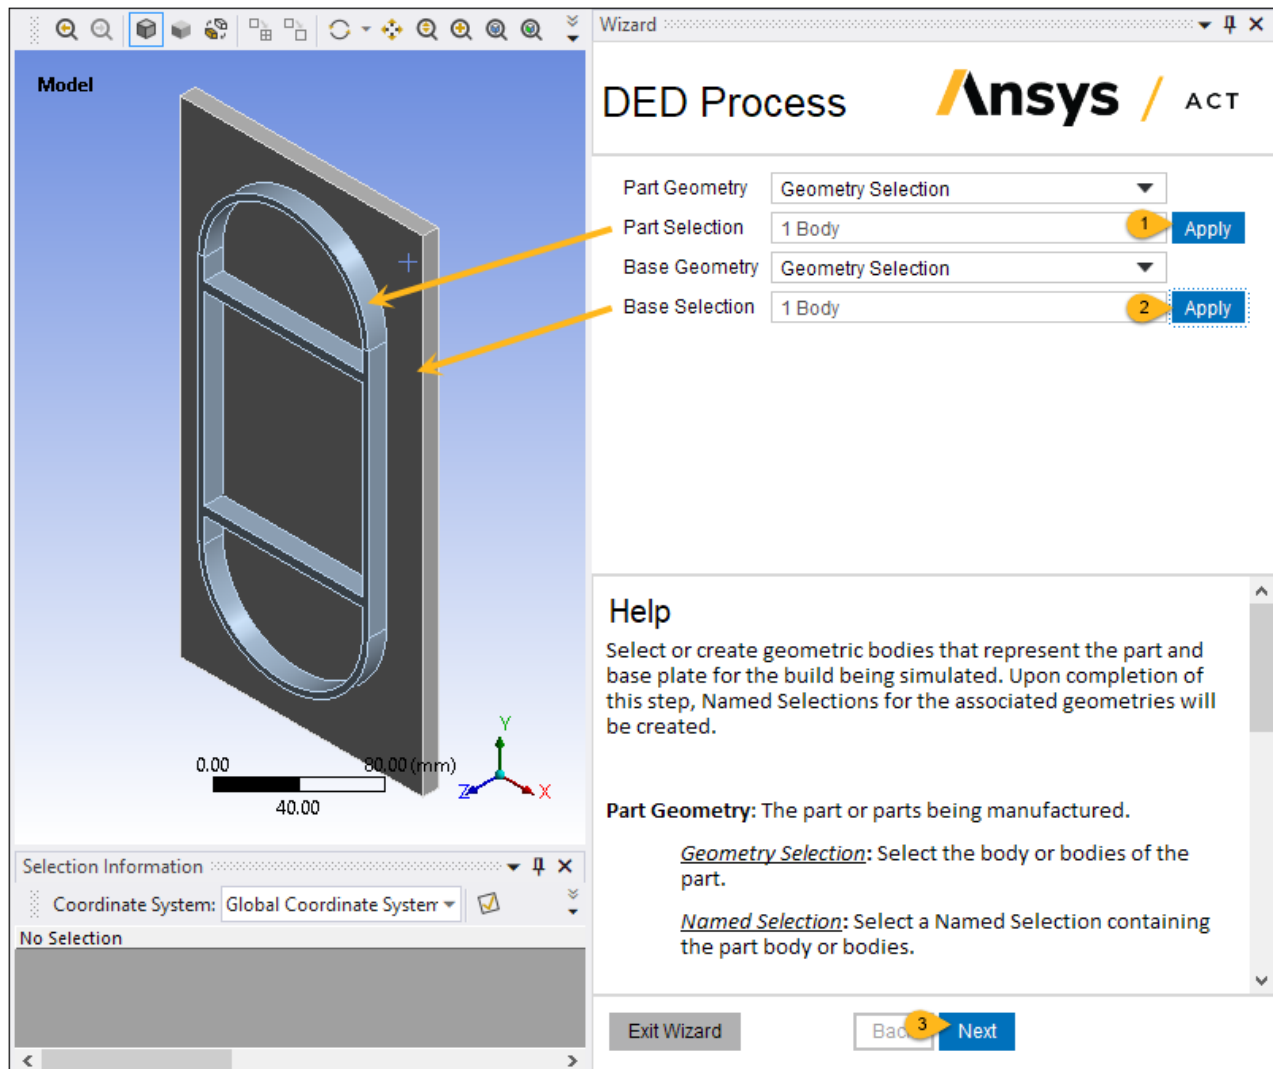 Model
0.00
80.00 (mm)
40.00
Y
Z
X
Selection Information
Coordinate System: Global Coordinate System
No Selection
Wizard
DED Process
Ansys / ACT
Part Geometry Geometry Selection
Part Selection 1 Body 1 Apply
Base Geometry Geometry Selection
Base Selection 1 Body 2 Apply
Help
Select or create geometric bodies that represent the part and
base plate for the build being simulated. Upon completion of
this step, Named Selections for the associated geometries will
be created.
Part Geometry: The part or parts being manufactured.
Geometry Selection: Select the body or bodies of the
part.
Named Selection: Select a Named Selection containing
the part body or bodies.
Exit Wizard Back 3 Next